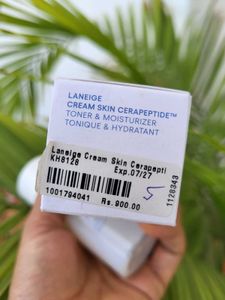 LANEIGE
CREAM SKIN CERAPEPTIDE™
TONER & MOISTURIZER
TONIQUE & HYDRATANT
Laneige Cream Skin Cerapepti
KH8128
Exp.07/27
1001794041
Rs.900.00
5
1128343